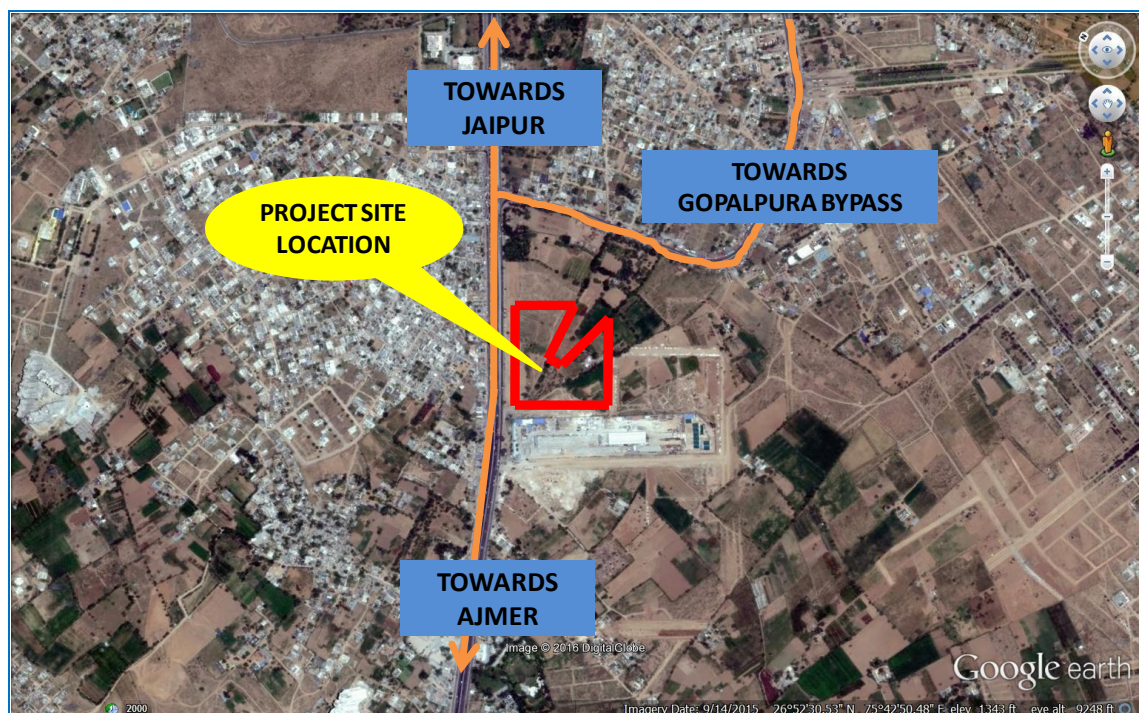 TOWARDS
JAIPUR
TOWARDS
GOPALPURA BYPASS
PROJECT SITE
LOCATION
TOWARDS
AJMER
Image © 2016 DigitalGlobe
Google earth
2000
Imagery Date: 9/14/2015 26°52'30.53" N 75°42'50.48" E elev 1343 ft eye alt 9248 ft